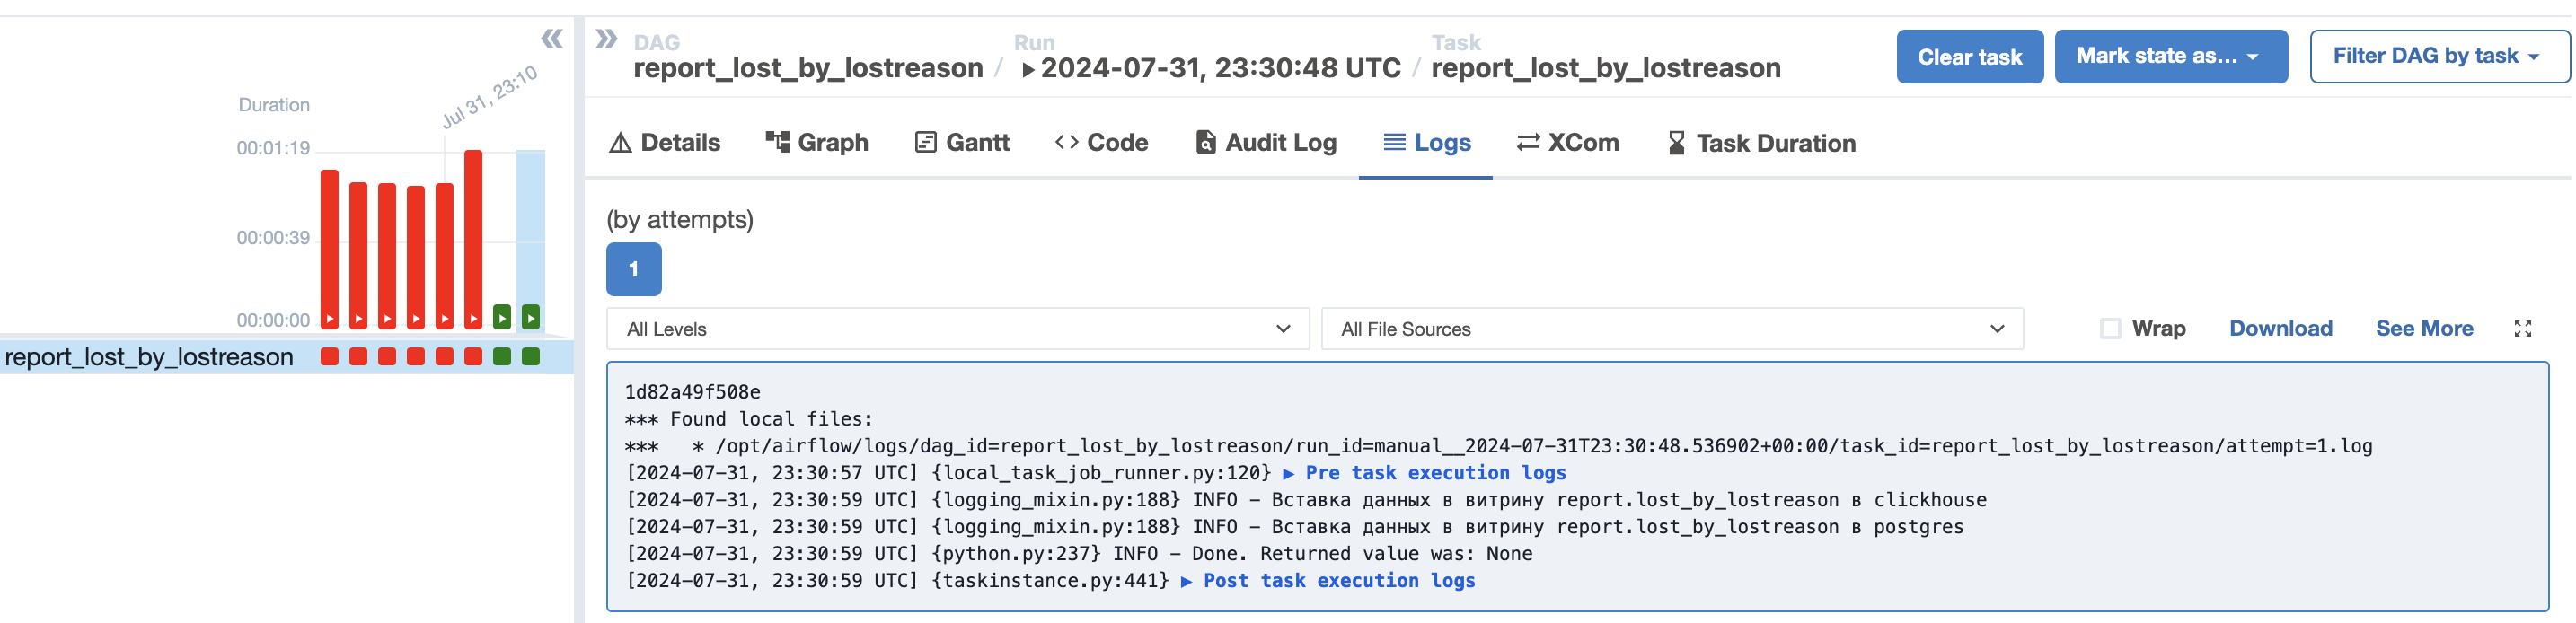 Duration
Jul 31, 23:10
00:01:19
00:00:39
00:00:00
report_lost_by_lostreason
DAG
report_lost_by_lostreason
/
Run
2024-07-31, 23:30:48 UTC
/
Task
report_lost_by_lostreason
Clear task
Mark state as...
Filter DAG by task
Details
Graph
Gantt
Code
Audit Log
Logs
XCom
Task Duration
(by attempts)
1
All Levels
All File Sources
Wrap
Download
See More
1d82a49f508e
*** Found local files:
***   * /opt/airflow/logs/dag_id=report_lost_by_lostreason/run_id=manual__2024-07-31T23:30:48.536902+00:00/task_id=report_lost_by_lostreason/attempt=1.log
[2024-07-31, 23:30:57 UTC] {local_task_job_runner.py:120} ▶ Pre task execution logs
[2024-07-31, 23:30:59 UTC] {logging_mixin.py:188} INFO - Вставка данных в витрину report.lost_by_lostreason в clickhouse
[2024-07-31, 23:30:59 UTC] {logging_mixin.py:188} INFO - Вставка данных в витрину report.lost_by_lostreason в postgres
[2024-07-31, 23:30:59 UTC] {python.py:237} INFO - Done. Returned value was: None
[2024-07-31, 23:30:59 UTC] {taskinstance.py:441} ▶ Post task execution logs